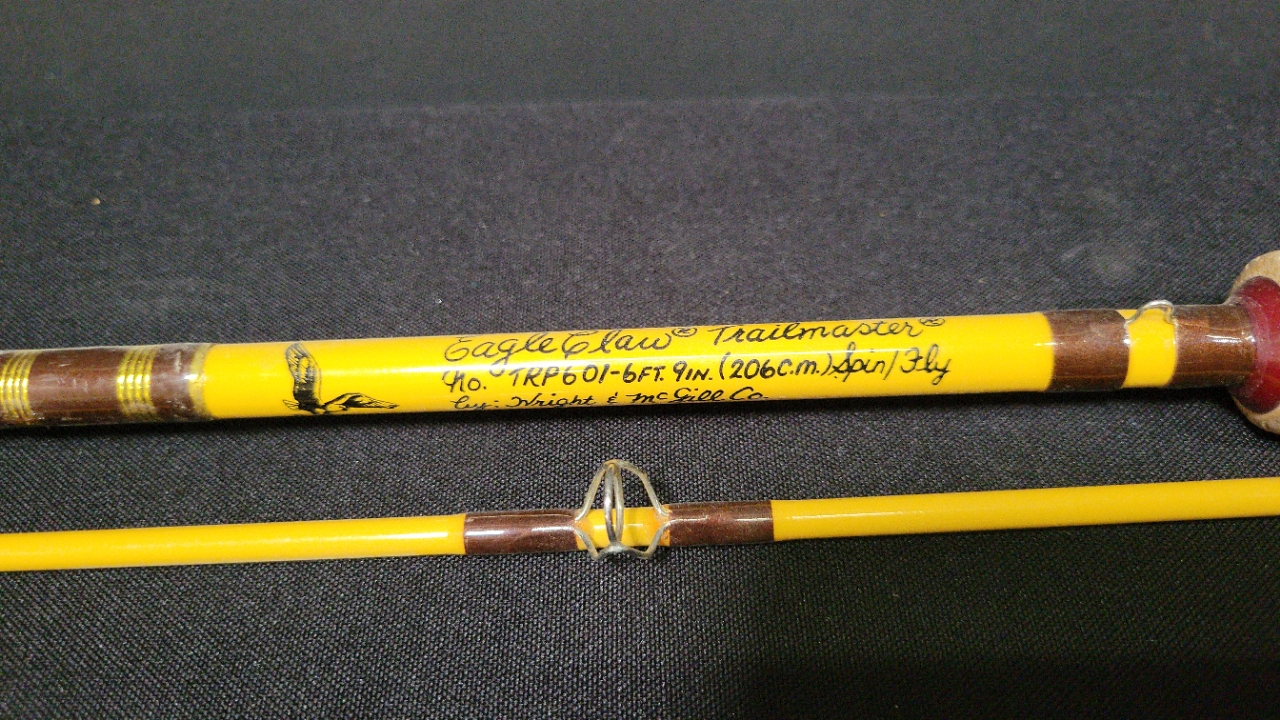 Eagle Claw® Trailmaster®
No. TRP601-6FT. 9IN. (206C.m.) Spin/Fly
by: Wright & McGill Co.